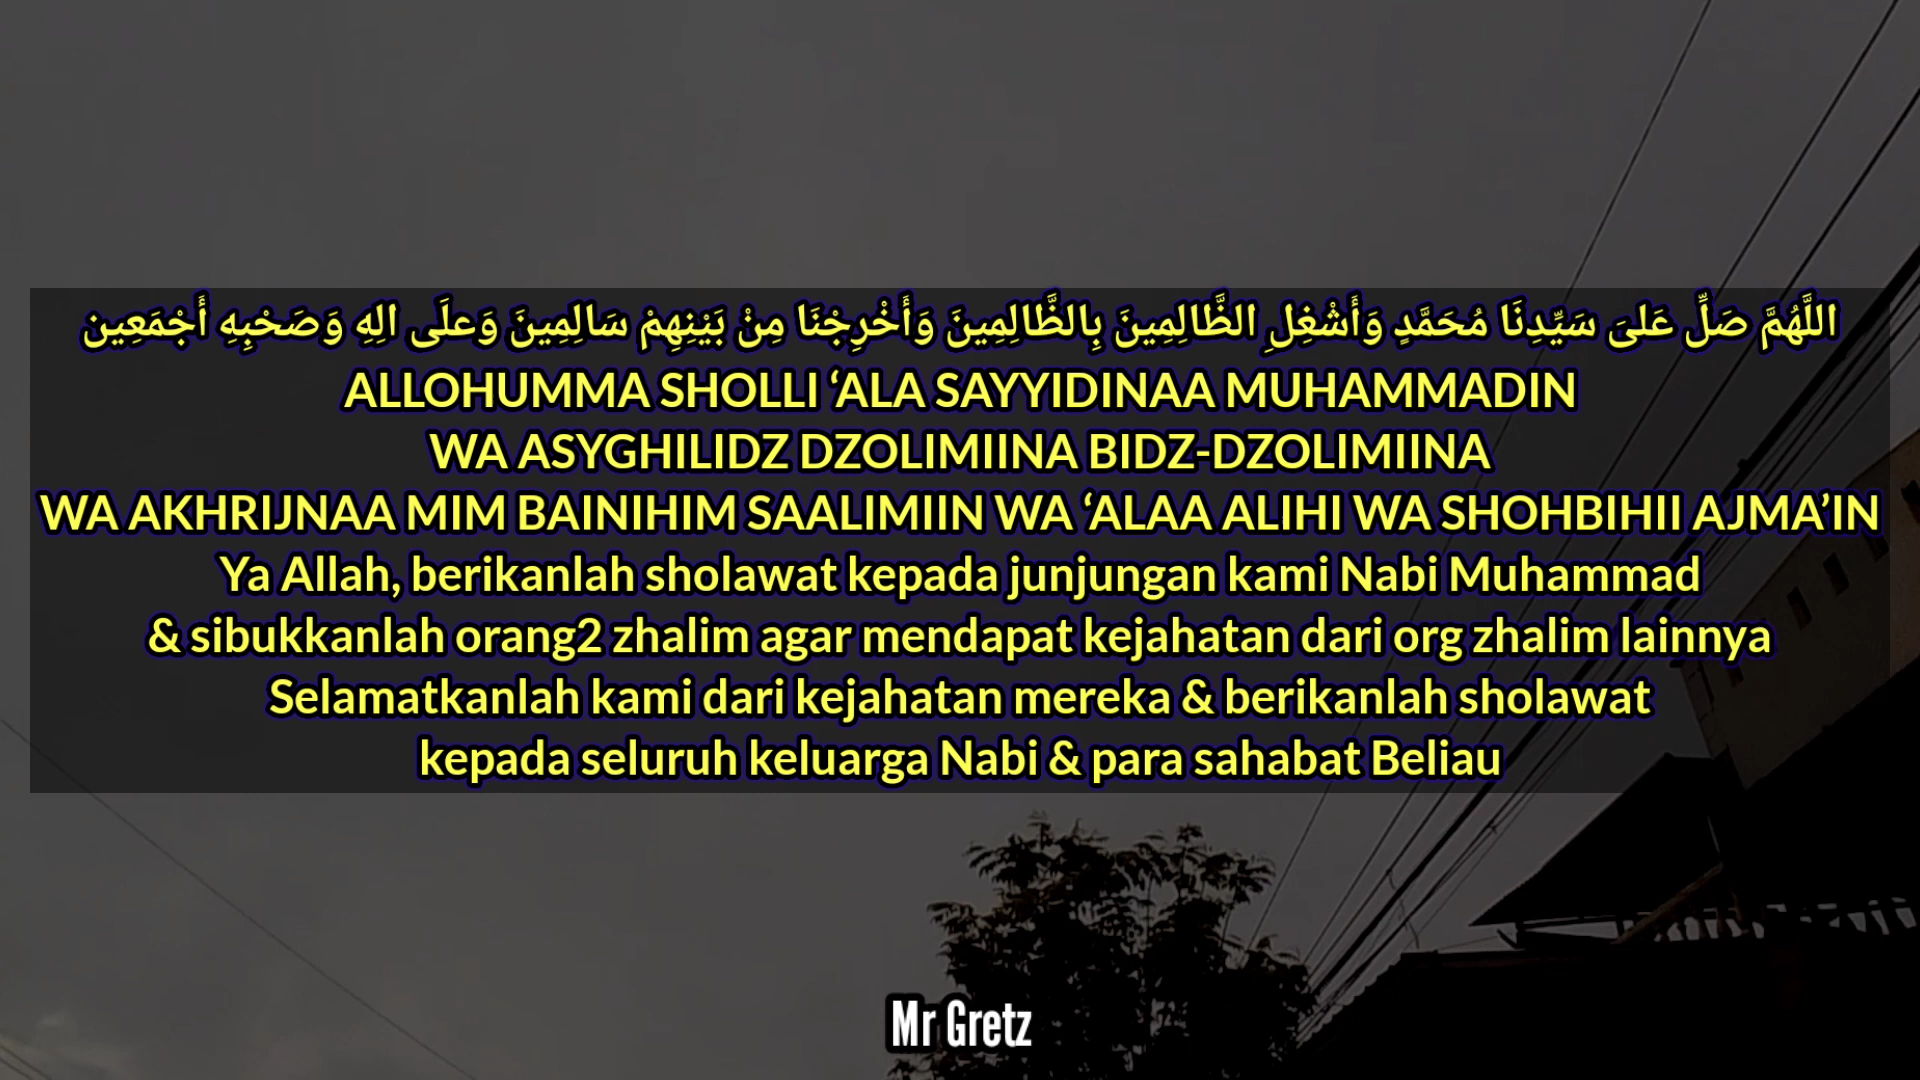 اللَّهُمَّ صَلِّ عَلىَ سَيِّدِنَا مُحَمَّدٍ وَأَشْغِلِ الظَّالِمِينَ بِالظَّالِمِينَ وَأَخْرِجْنَا مِنْ بَيْنِهِمْ سَالِمِينَ وَعلَى الِهِ وَصَحْبِهِ أَجْمَعِين
ALLOHUMMA SHOLLI ‘ALA SAYYIDINAA MUHAMMADIN
WA ASYGHILIDZ DZOLIMIINA BIDZ-DZOLIMIINA
WA AKHRIJNAA MIM BAINIHIM SAALIMIIN WA ‘ALAA ALIHI WA SHOHBIHII AJMA’IN
Ya Allah, berikanlah sholawat kepada junjungan kami Nabi Muhammad
& sibukkanlah orang2 zhalim agar mendapat kejahatan dari org zhalim lainnya
Selamatkanlah kami dari kejahatan mereka & berikanlah sholawat
kepada seluruh keluarga Nabi & para sahabat Beliau
Mr Gretz